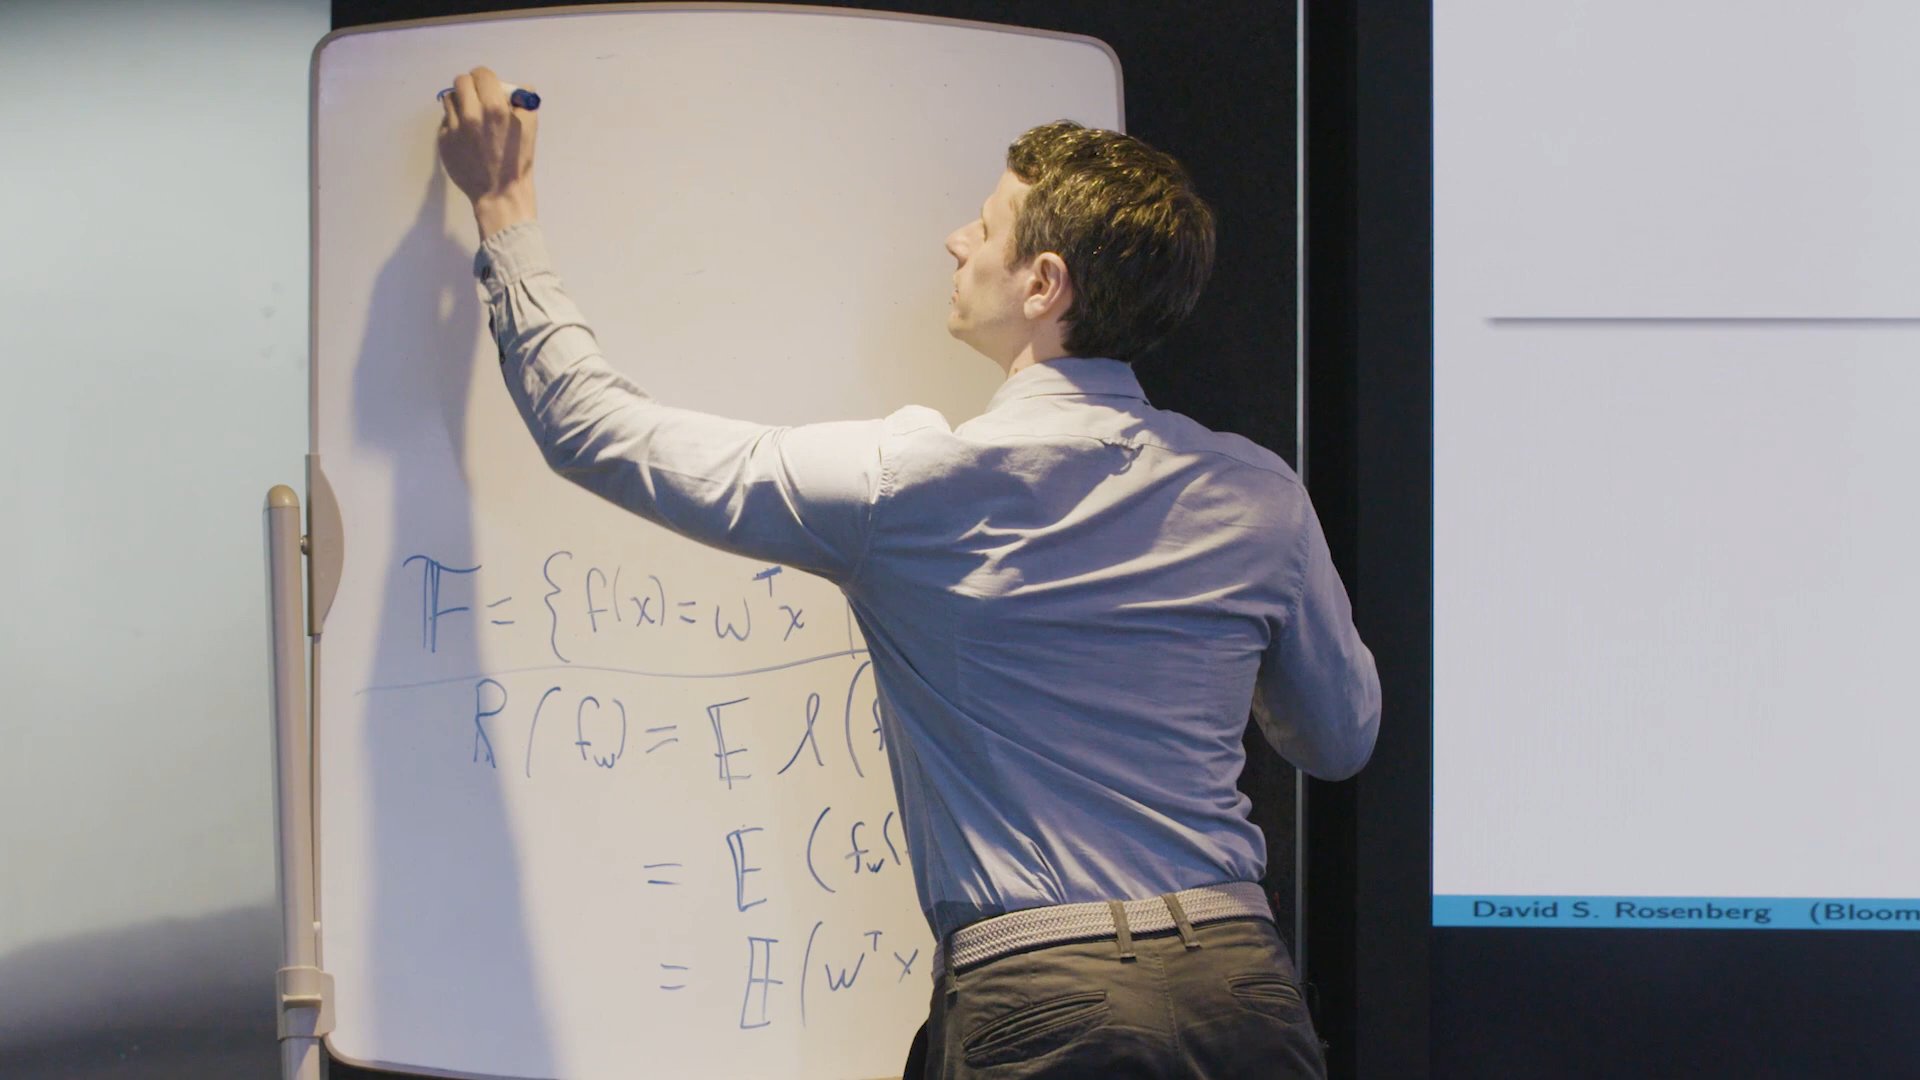 𝔽 = { f(x) = wᵀx |
R(f_w) = 𝔼 ℓ(f
= 𝔼 (f_w(
= 𝔼 (wᵀx
David S. Rosenberg (Bloom